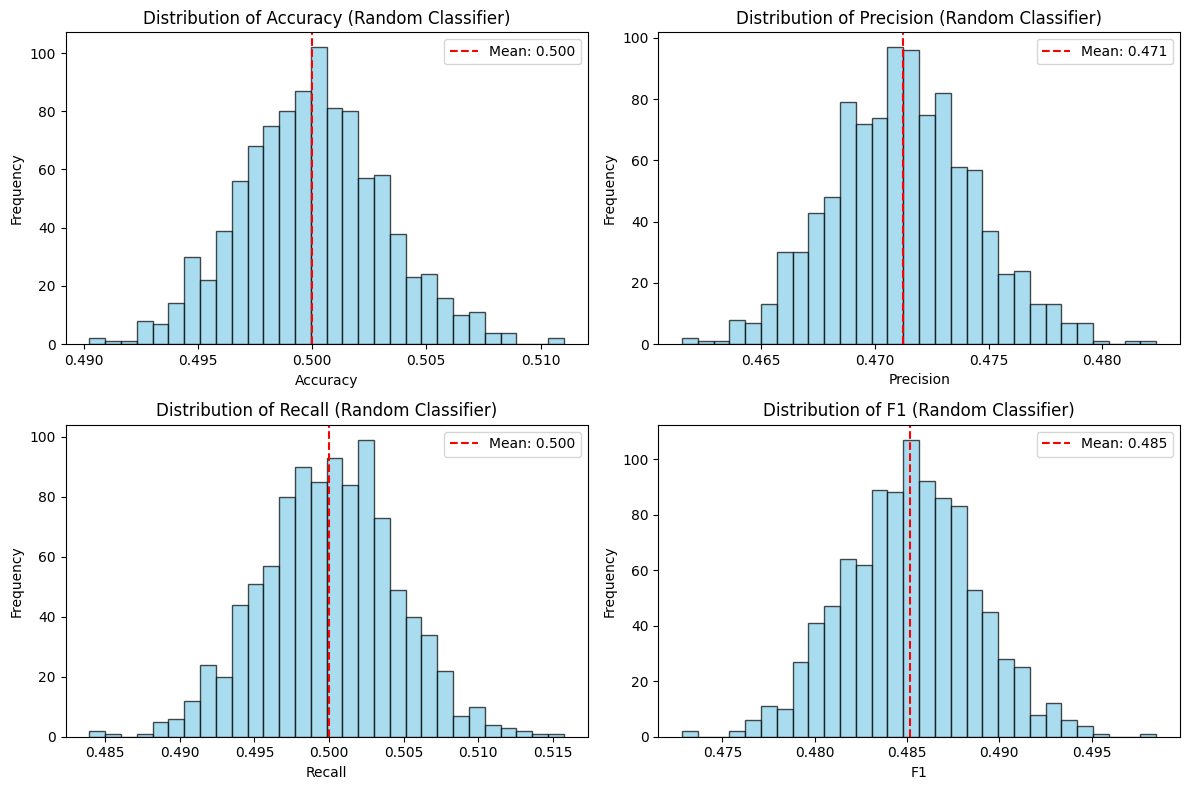 Distribution of Accuracy (Random Classifier)
Mean: 0.500
Frequency
100
80
60
40
20
0
0.490 0.495 0.500 0.505 0.510
Accuracy
Distribution of Precision (Random Classifier)
Mean: 0.471
Frequency
100
80
60
40
20
0
0.465 0.470 0.475 0.480
Precision
Distribution of Recall (Random Classifier)
Mean: 0.500
Frequency
100
80
60
40
20
0
0.485 0.490 0.495 0.500 0.505 0.510 0.515
Recall
Distribution of F1 (Random Classifier)
Mean: 0.485
Frequency
100
80
60
40
20
0
0.475 0.480 0.485 0.490 0.495
F1